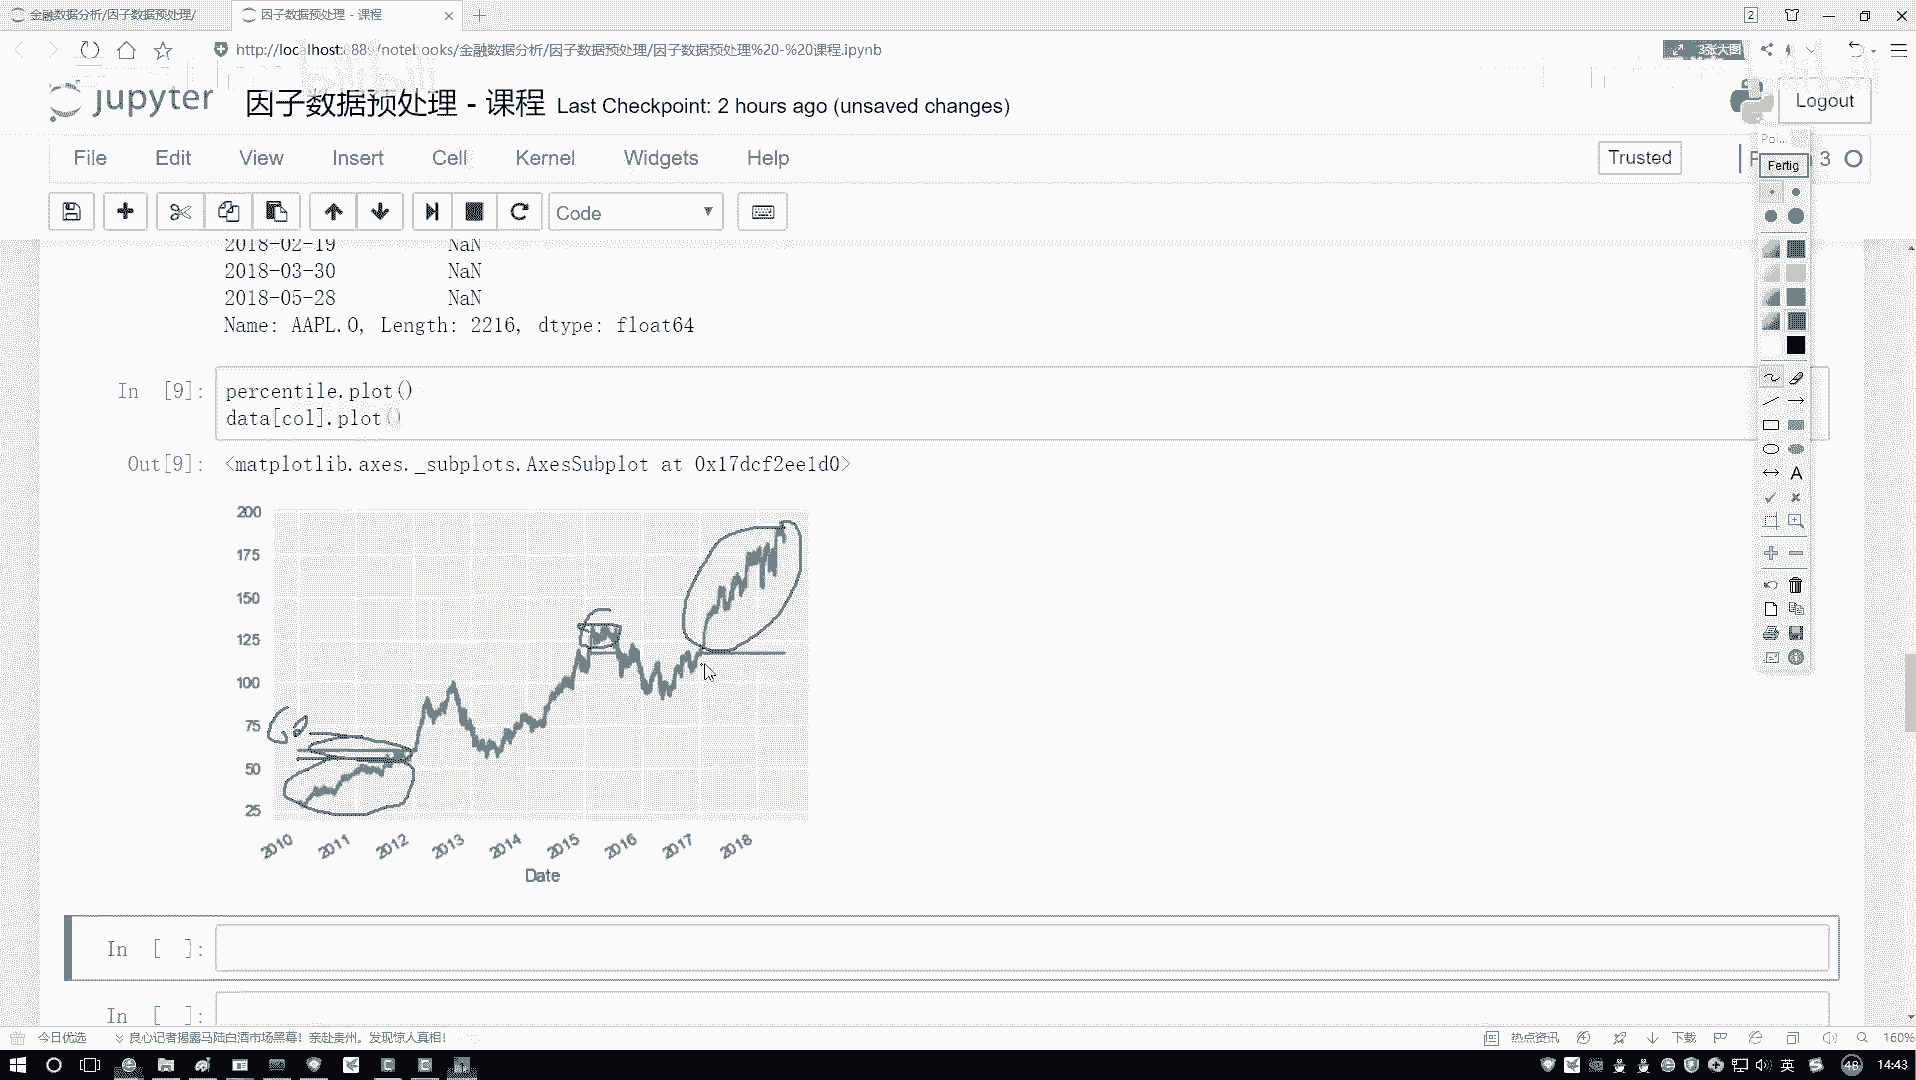 金融数据分析/因子数据预处理/
因子数据预处理 - 课程
2
http://localhost:889/notebooks/金融数据分析/因子数据预处理/因子数据预处理%20-%20课程.ipynb
3张大图
jupyter 因子数据预处理 - 课程 Last Checkpoint: 2 hours ago (unsaved changes)
Logout
File Edit View Insert Cell Kernel Widgets Help
Trusted
3
Fertig
Code
2018-02-19 NaN
2018-03-30 NaN
2018-05-28 NaN
Name: AAPL.O, Length: 2216, dtype: float64
In [9]:
percentile.plot()
data[col].plot()
Out[9]:
<matplotlib.axes._subplots.AxesSubplot at 0x17dcf2ee1d0>
200
175
150
125
100
75
50
25
2010 2011 2012 2013 2014 2015 2016 2017 2018
Date
In [ ]:
In [ ]:
今日优选
良心记者揭露马陆白酒市场黑幕！亲赴贵州。发现惊人真相！
热点资讯
下载
160%
英
48
14:43